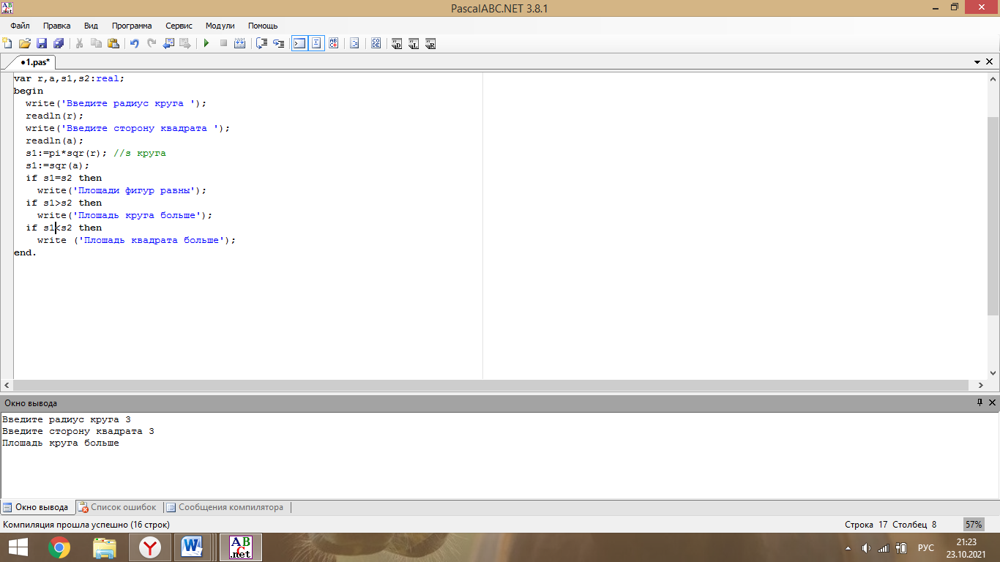 PascalABC.NET 3.8.1
Файл Правка Вид Программа Сервис Модули Помощь
•1.pas*
var r,a,s1,s2:real;
begin
write('Введите радиус круга ');
readln(r);
write('Введите сторону квадрата ');
readln(a);
s1:=pi*sqr(r); //s круга
s1:=sqr(a);
if s1=s2 then
write('Площади фигур равны');
if s1>s2 then
write('Плошадь круга больше');
if s1<s2 then
write ('Плошадь квадрата больше');
end.
Окно вывода
Введите радиус круга 3
Введите сторону квадрата 3
Плошадь круга больше
Окно вывода Список ошибок Сообщения компилятора
Компиляция прошла успешно (16 строк) Строка 17 Столбец 8 57%
РУС 21:23
23.10.2021